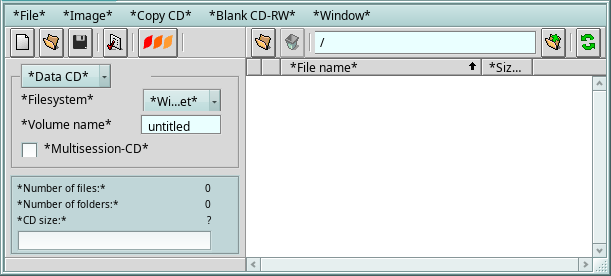 *File* *Image* *Copy CD* *Blank CD-RW* *Window*
/
*Data CD*
*File name* *Siz...
*Filesystem* *Wi...et*
*Volume name* untitled
*Multisession-CD*
*Number of files:* 0
*Number of folders:* 0
*CD size:* ?